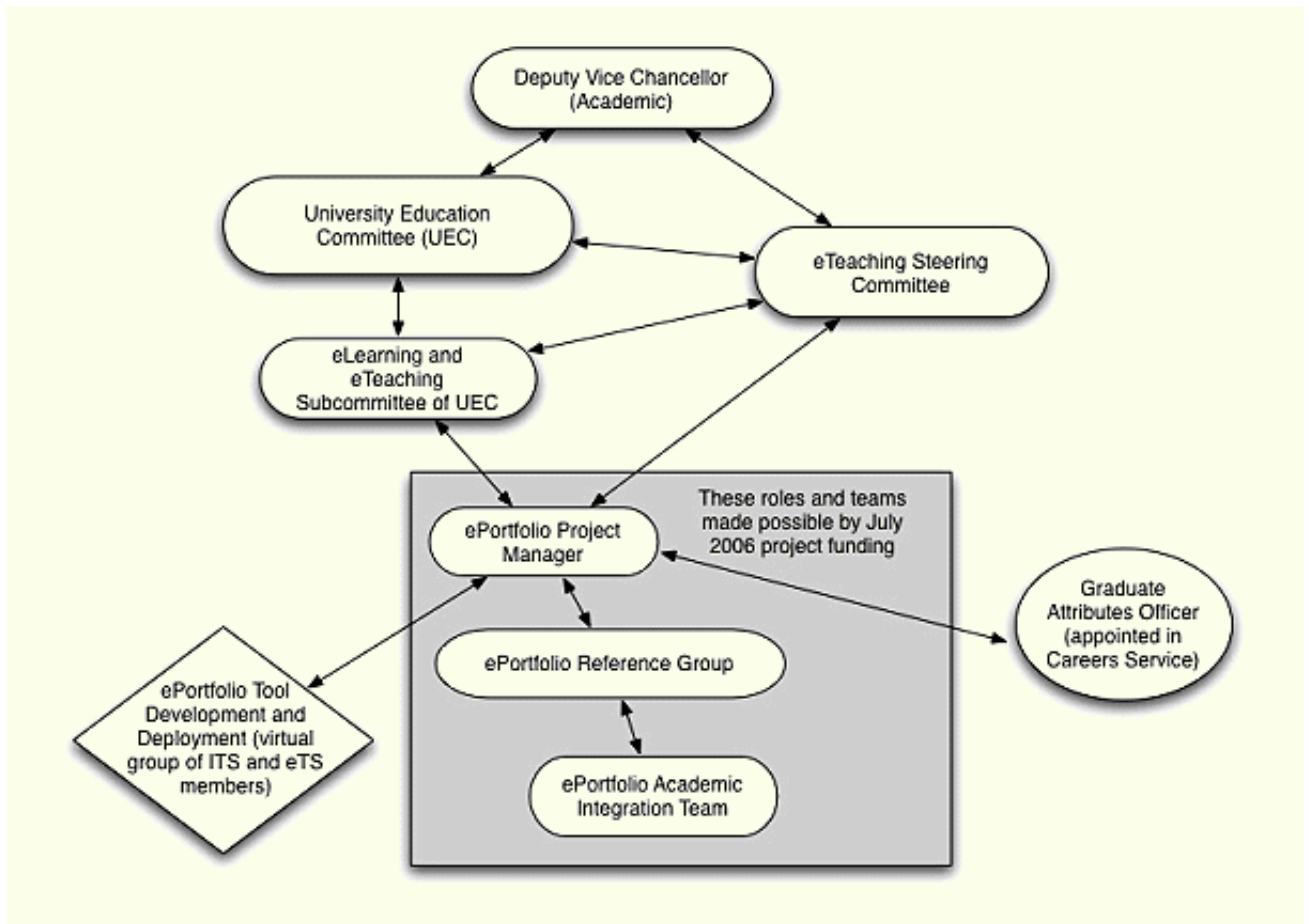 Deputy Vice Chancellor
(Academic)
University Education
Committee (UEC)
eTeaching Steering
Committee
eLearning and
eTeaching
Subcommittee of UEC
These roles and teams
made possible by July
2006 project funding
ePortfolio Project
Manager
Graduate
Attributes Officer
(appointed in
Careers Service)
ePortfolio Reference Group
ePortfolio Tool
Development and
Deployment (virtual
group of ITS and eTS
members)
ePortfolio Academic
Integration Team